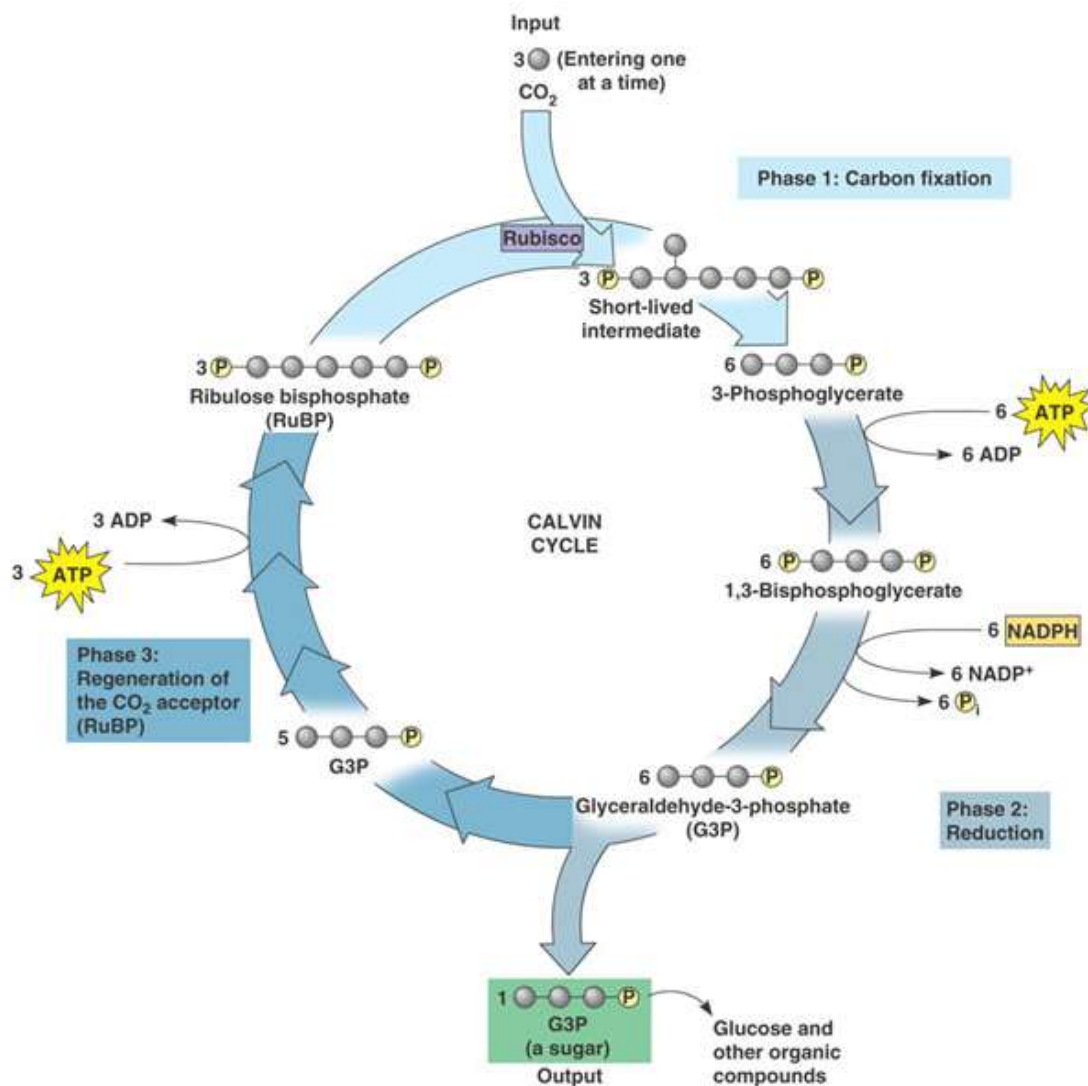 Input
3 (Entering one
at a time)
CO₂
Phase 1: Carbon fixation
Rubisco
3 P P
Short-lived
intermediate
3 P P
Ribulose bisphosphate
(RuBP)
6 P
3-Phosphoglycerate
6 ATP
6 ADP
3 ADP
3 ATP
CALVIN
CYCLE
6 P P
1,3-Bisphosphoglycerate
6 NADPH
6 NADP⁺
6 Pᵢ
Phase 3:
Regeneration of
the CO₂ acceptor
(RuBP)
5 P
G3P
6 P
Glyceraldehyde-3-phosphate
(G3P)
Phase 2:
Reduction
1 P
G3P
(a sugar)
Output
Glucose and
other organic
compounds